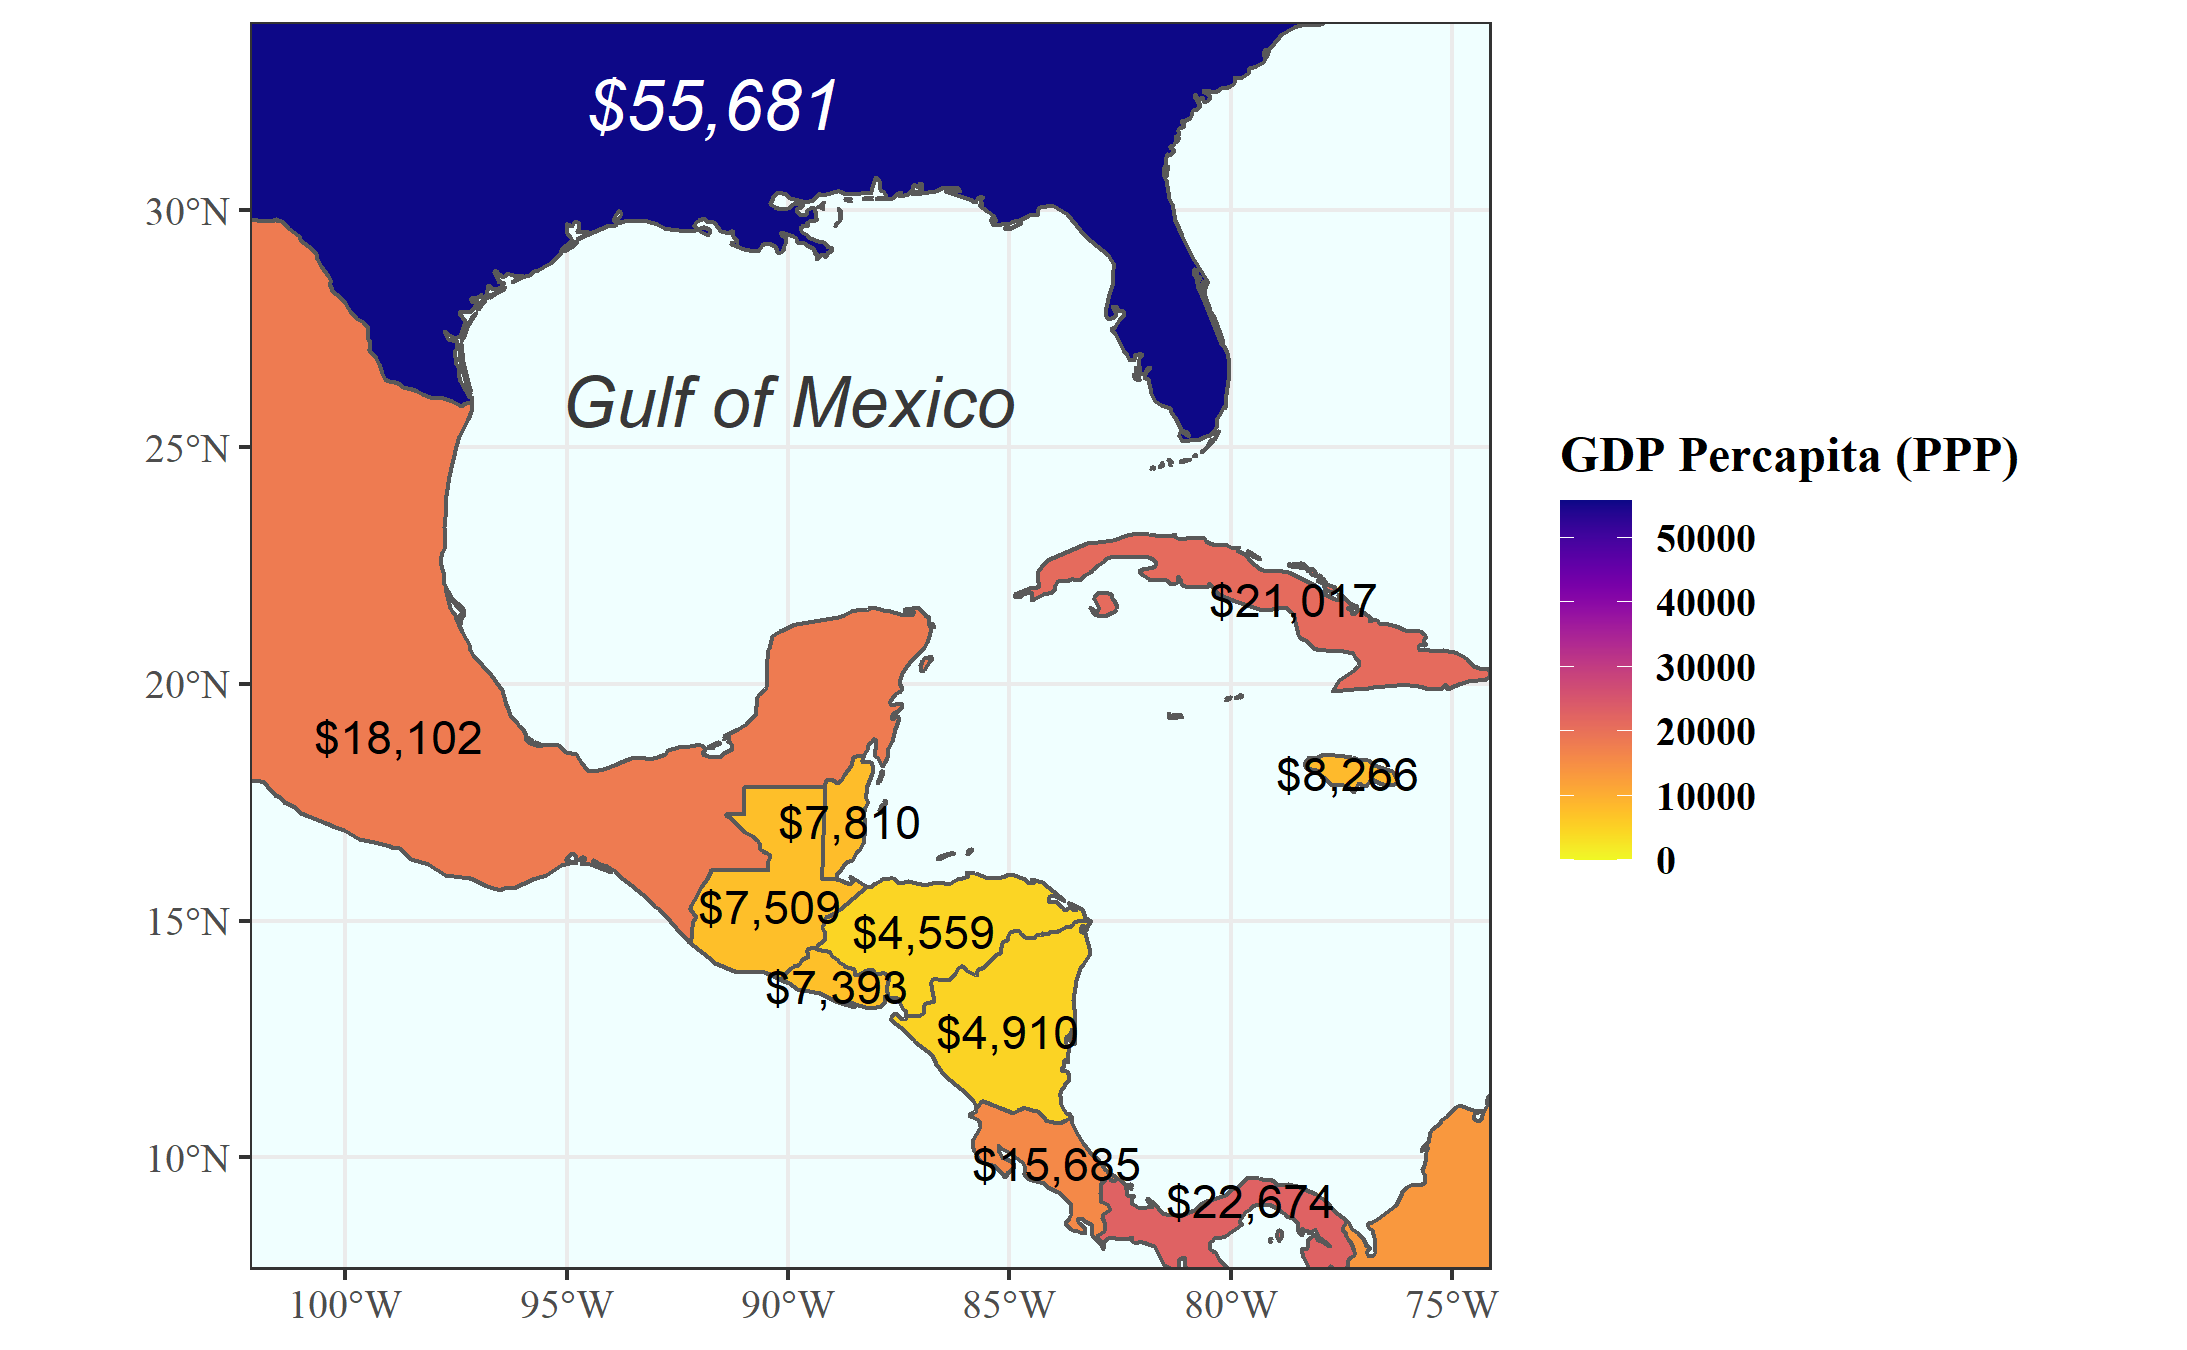 $55,681
30°N
Gulf of Mexico
25°N
GDP Percapita (PPP)
50000
40000
30000
20000
10000
0
$21,017
20°N
$18,102
$8,266
$7,810
$7,509
15°N
$4,559
$7,393
$4,910
10°N
$15,685
$22,674
100°W
95°W
90°W
85°W
80°W
75°W